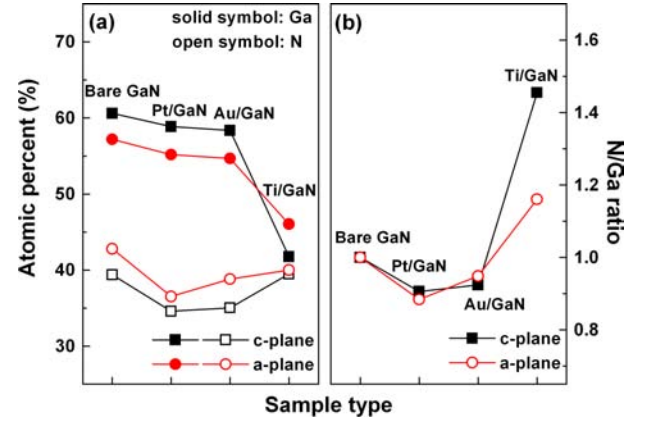 (a)
solid symbol: Ga
open symbol: N
(b)
70
60
50
40
30
Atomic percent (%)
Bare GaN
Pt/GaN
Au/GaN
Ti/GaN
c-plane
a-plane
Ti/GaN
Bare GaN
Pt/GaN
Au/GaN
c-plane
a-plane
1.6
1.4
1.2
1.0
0.8
N/Ga ratio
Sample type